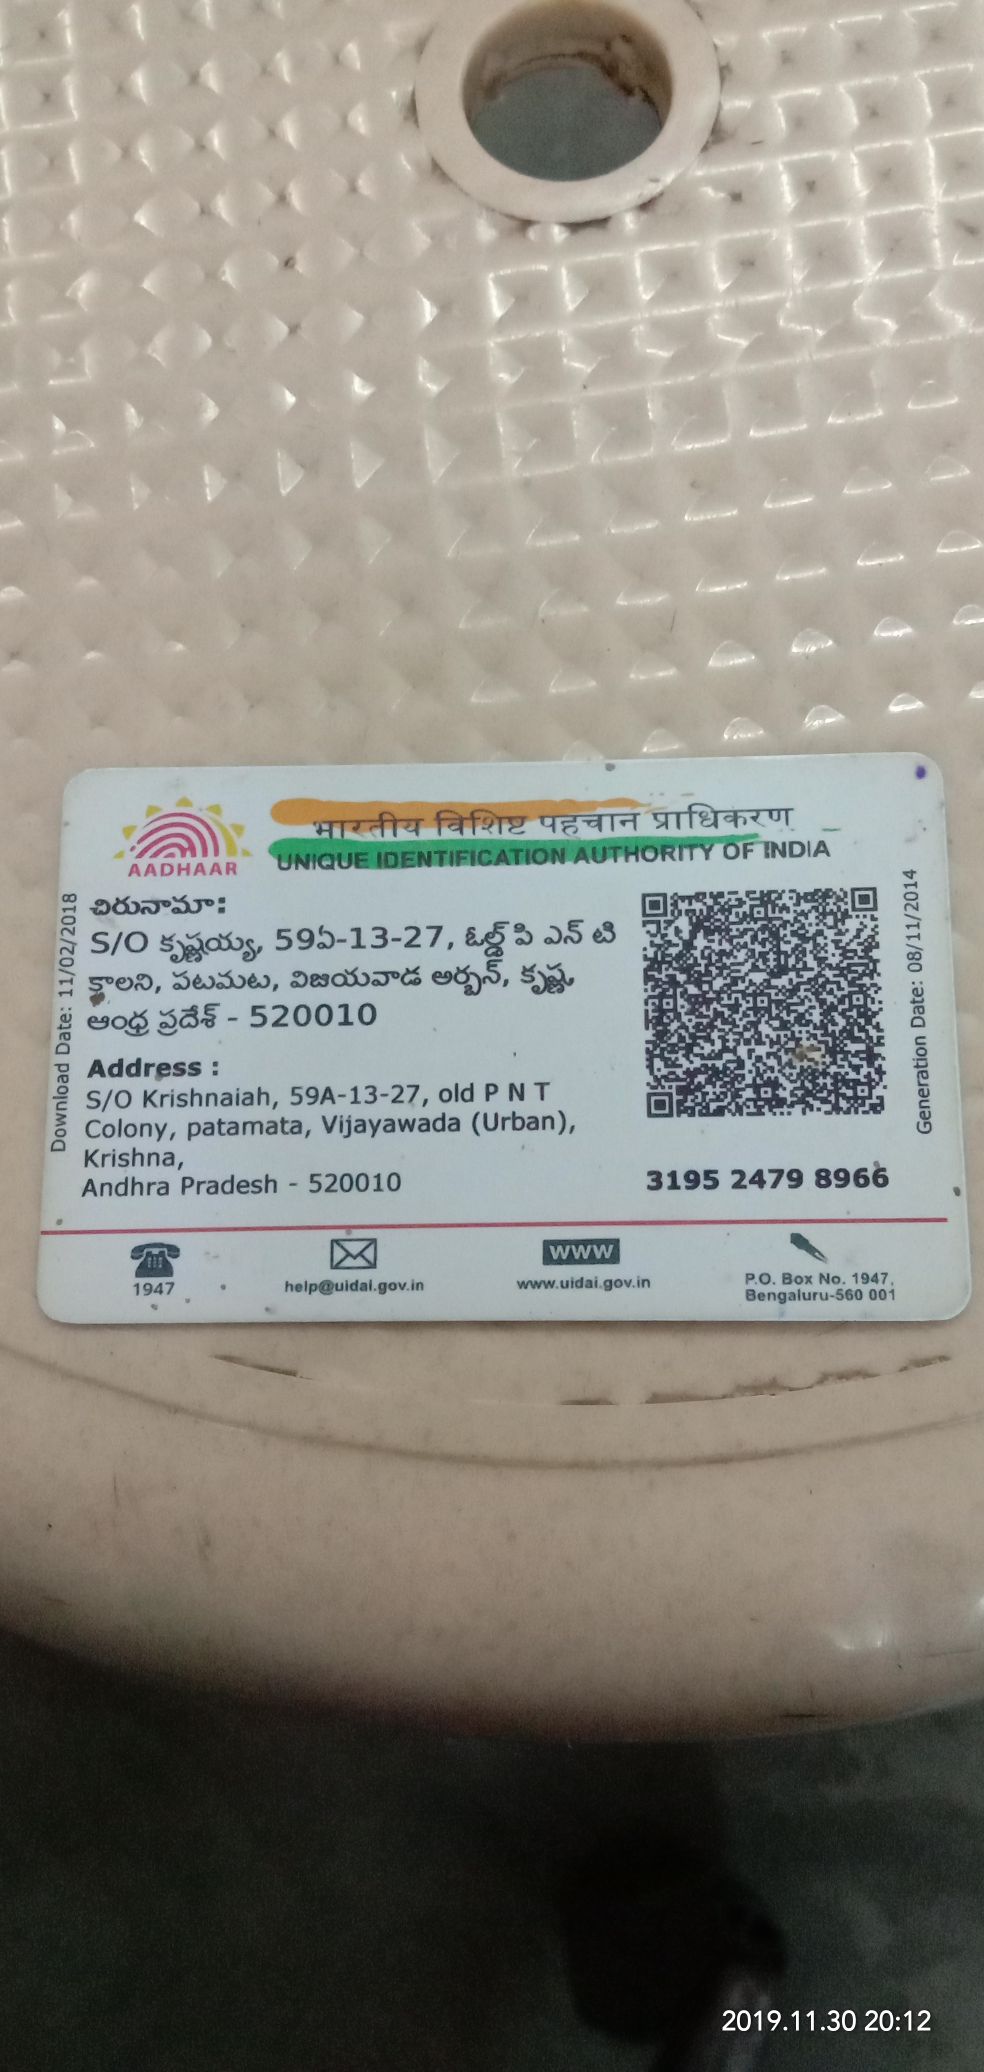 भारतीय विशिष्ट पहचान प्राधिकरण
AADHAAR
UNIQUE IDENTIFICATION AUTHORITY OF INDIA
Download Date: 11/02/2018
Generation Date: 08/11/2014
చిరునామా:
S/O కృష్ణయ్య, 59ఏ-13-27, ఓల్డ్ పి ఎన్ టి
కాలని, పటమట, విజయవాడ అర్బన్, కృష్ణ,
ఆంధ్ర ప్రదేశ్ - 520010
Address :
S/O Krishnaiah, 59A-13-27, old P N T
Colony, patamata, Vijayawada (Urban),
Krishna,
Andhra Pradesh - 520010
3195 2479 8966
1947
help@uidai.gov.in
www
www.uidai.gov.in
P.O. Box No. 1947,
Bengaluru-560 001
2019.11.30 20:12